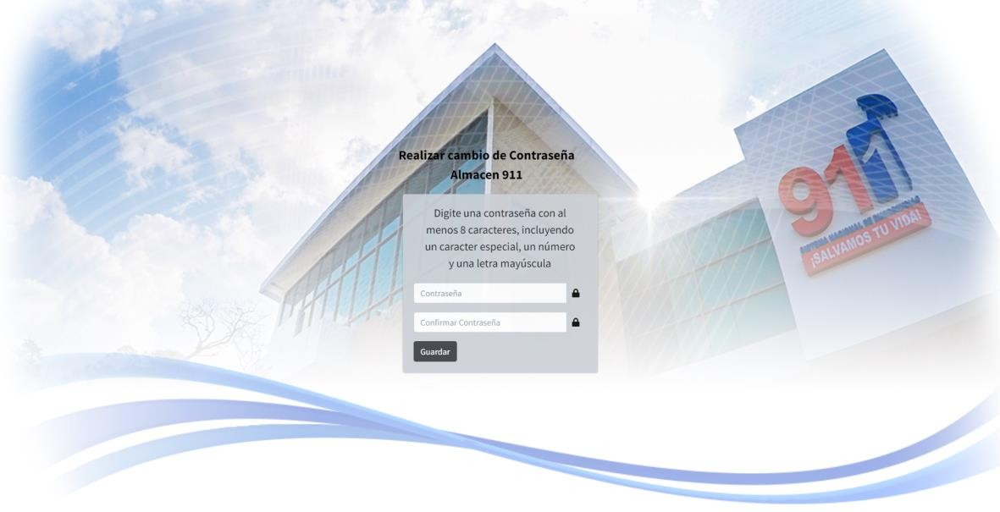 Realizar cambio de Contraseña
Almacen 911
Digite una contraseña con al
menos 8 caracteres, incluyendo
un caracter especial, un número
y una letra mayúscula
Contraseña
Confirmar Contraseña
Guardar
911
SISTEMA NACIONAL DE EMERGENCIAS
¡SALVAMOS TU VIDA!